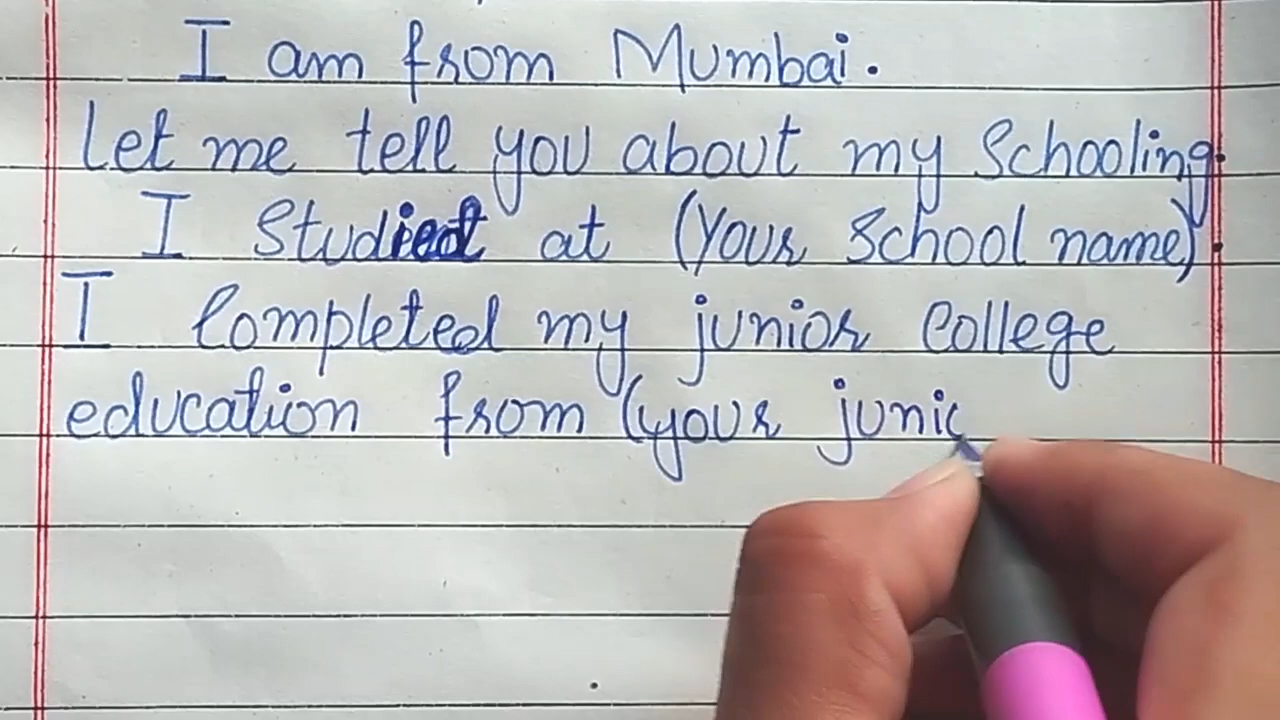 I am from Mumbai.
Let me tell you about my Schooling.
I Studied at (Your School name).
I Completed my junior College
education from (your junio